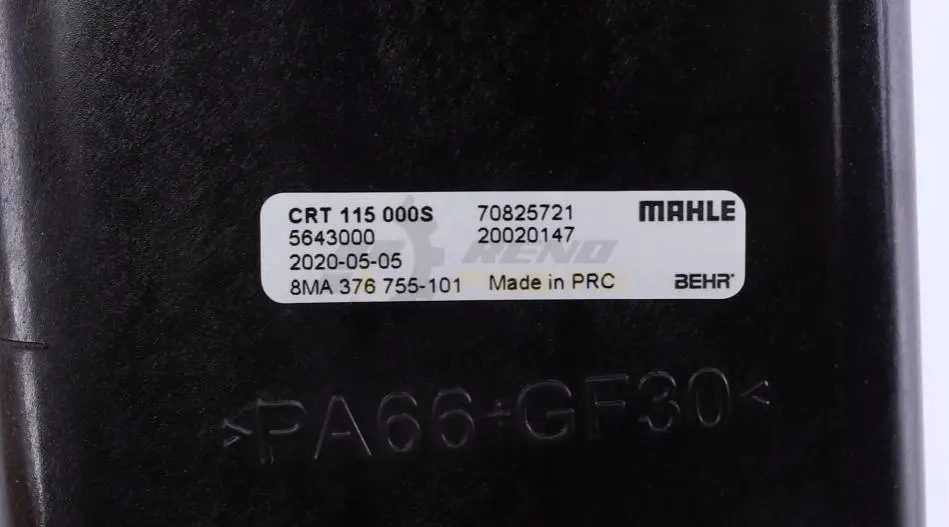 CRT 115 000S 70825721 MAHLE
5643000 20020147
RENO
2020-05-05
8MA 376 755-101 Made in PRC BEHR®
>PA66+GF30<